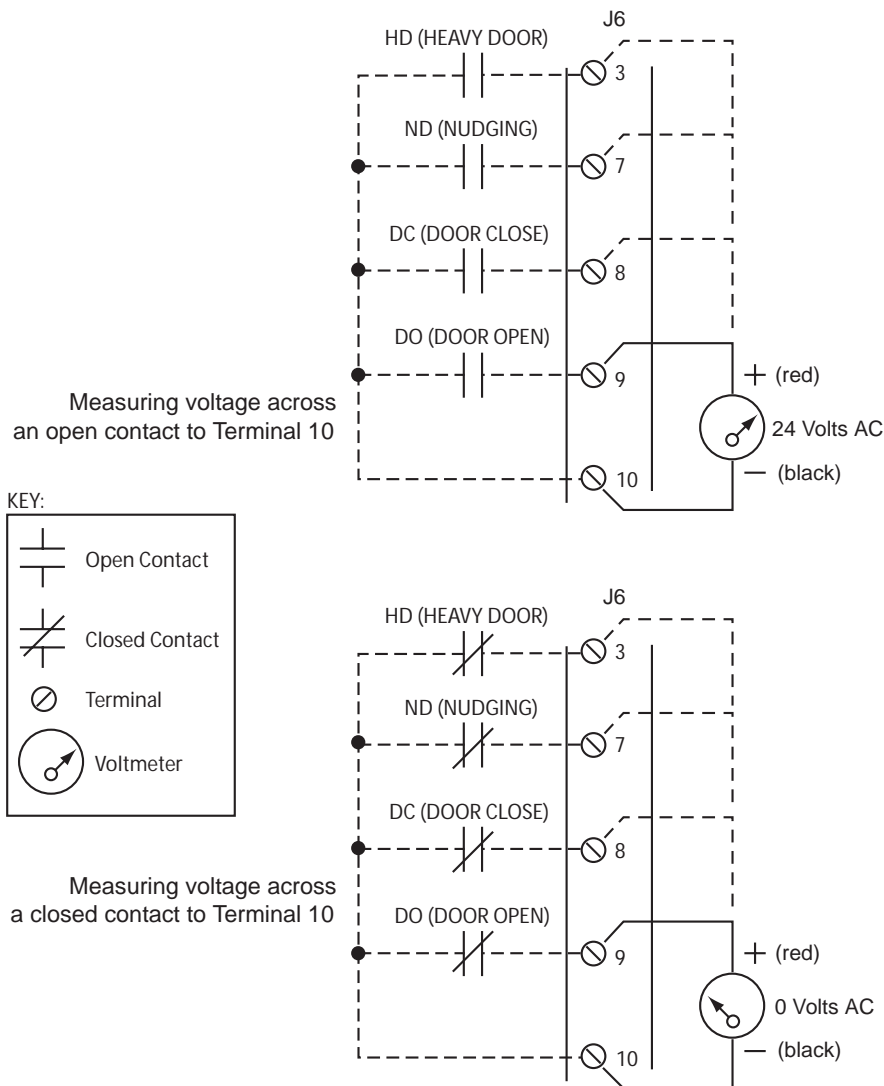 J6
HD (HEAVY DOOR)
3
ND (NUDGING)
7
DC (DOOR CLOSE)
8
DO (DOOR OPEN)
9
+ (red)
Measuring voltage across
an open contact to Terminal 10
24 Volts AC
10
− (black)
KEY:
Open Contact
Closed Contact
Terminal
Voltmeter
J6
HD (HEAVY DOOR)
3
ND (NUDGING)
7
DC (DOOR CLOSE)
8
Measuring voltage across
a closed contact to Terminal 10
DO (DOOR OPEN)
9
+ (red)
0 Volts AC
10
− (black)